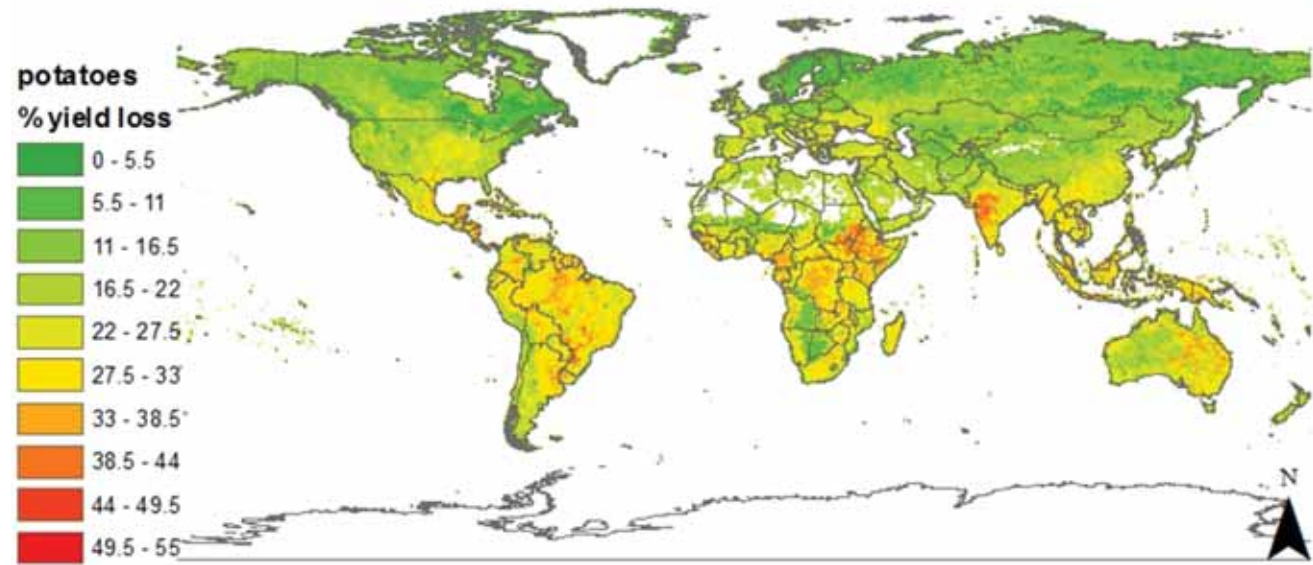 potatoes
% yield loss
0 - 5.5
5.5 - 11
11 - 16.5
16.5 - 22
22 - 27.5
27.5 - 33
33 - 38.5
38.5 - 44
44 - 49.5
49.5 - 55
N